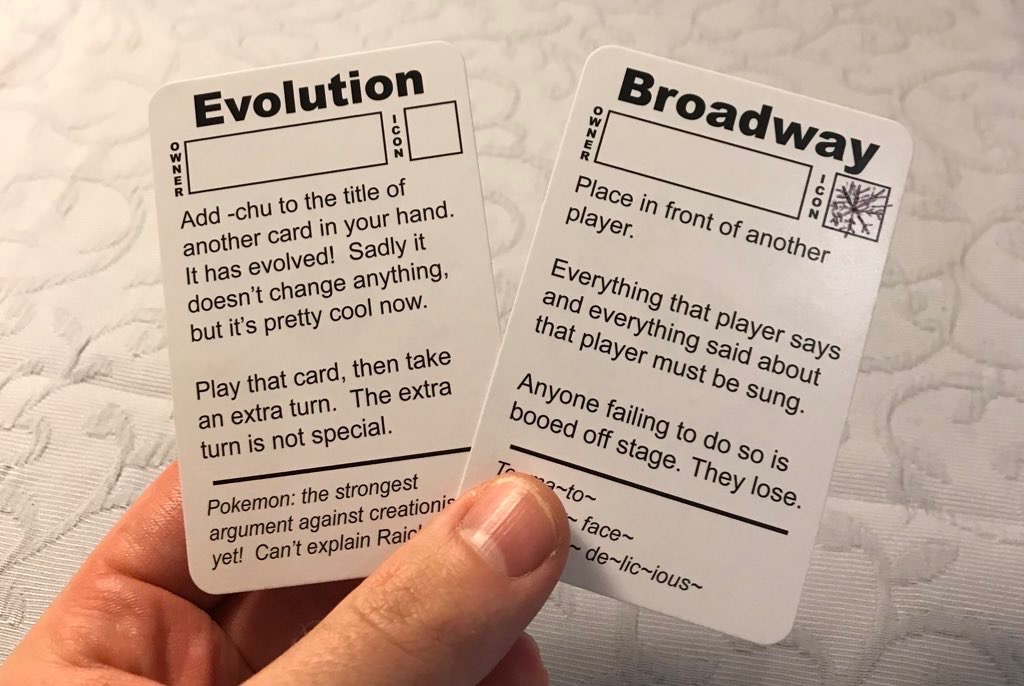 Evolution
OWNER
ICON
Add -chu to the title of
another card in your hand.
It has evolved!  Sadly it
doesn't change anything,
but it's pretty cool now.
Play that card, then take
an extra turn.  The extra
turn is not special.
Pokemon: the strongest
argument against
yet!  Can't explain
Broadway
OWNER
ICON
Place in front of another
player.
Everything that player says
and everything said about
that player must be sung.
Anyone failing to do so is
booed off stage.  They lose.
face~
de~lic~ious~